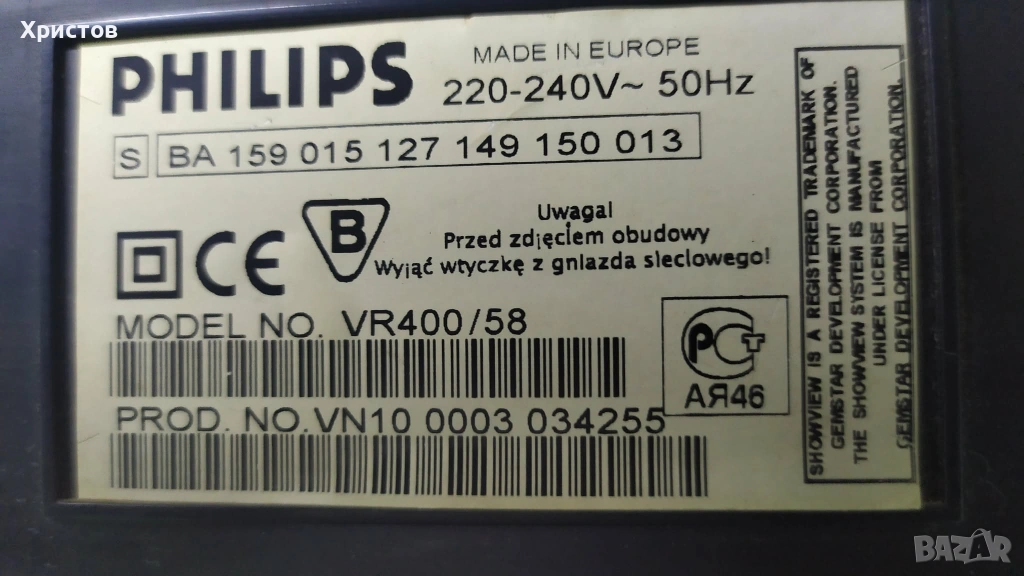 Христов
PHILIPS
MADE IN EUROPE
220-240V~ 50Hz
S BA 159 015 127 149 150 013
B
Uwaga!
Przed zdjęciem obudowy
Wyjąć wtyczkę z gniazda sieciowego!
CE
MODEL NO. VR400/58
PROD. NO. VN10 0003 034255
РСТ
АЯ46
SHOWVIEW IS A REGISTERED TRADEMARK OF
GEMSTAR DEVELOPMENT CORPORATION.
THE SHOWVIEW SYSTEM IS MANUFACTURED
UNDER LICENSE FROM
GEMSTAR DEVELOPMENT CORPORATION.
BAZAR